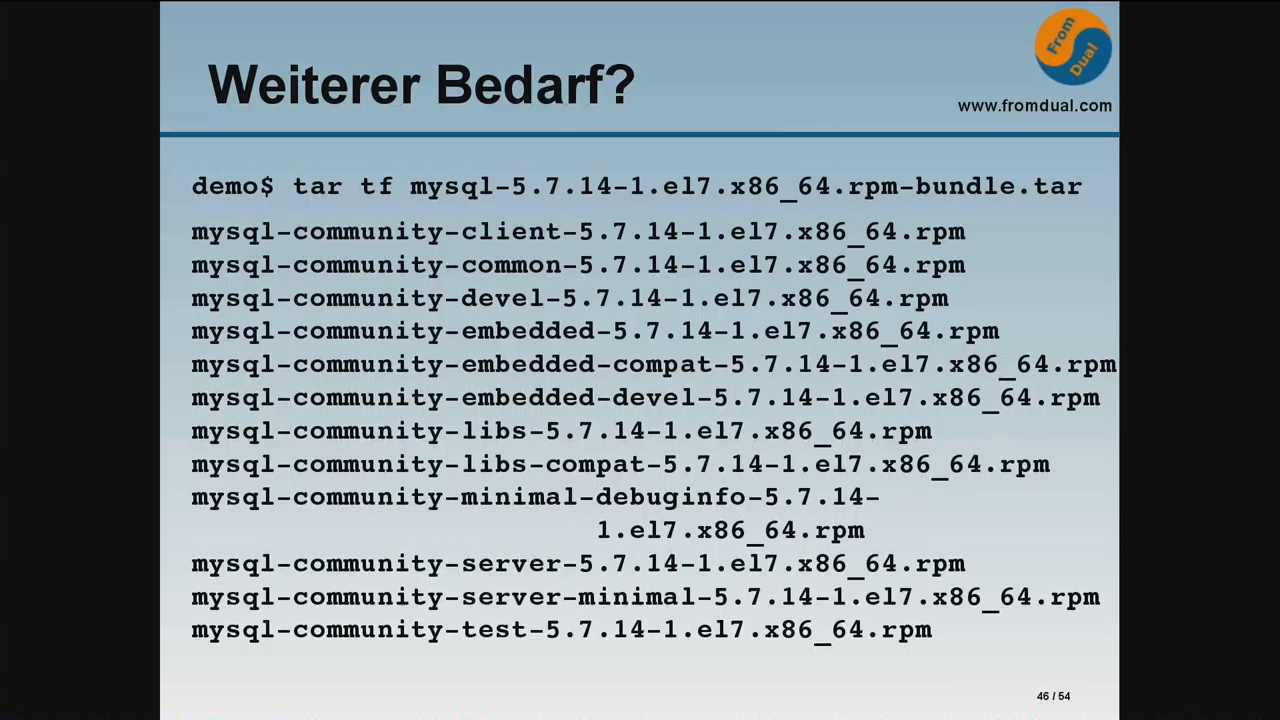 Weiterer Bedarf?
From
Dual
www.fromdual.com
demo$ tar tf mysql-5.7.14-1.el7.x86_64.rpm-bundle.tar
mysql-community-client-5.7.14-1.el7.x86_64.rpm
mysql-community-common-5.7.14-1.el7.x86_64.rpm
mysql-community-devel-5.7.14-1.el7.x86_64.rpm
mysql-community-embedded-5.7.14-1.el7.x86_64.rpm
mysql-community-embedded-compat-5.7.14-1.el7.x86_64.rpm
mysql-community-embedded-devel-5.7.14-1.el7.x86_64.rpm
mysql-community-libs-5.7.14-1.el7.x86_64.rpm
mysql-community-libs-compat-5.7.14-1.el7.x86_64.rpm
mysql-community-minimal-debuginfo-5.7.14-
1.el7.x86_64.rpm
mysql-community-server-5.7.14-1.el7.x86_64.rpm
mysql-community-server-minimal-5.7.14-1.el7.x86_64.rpm
mysql-community-test-5.7.14-1.el7.x86_64.rpm
46 / 54